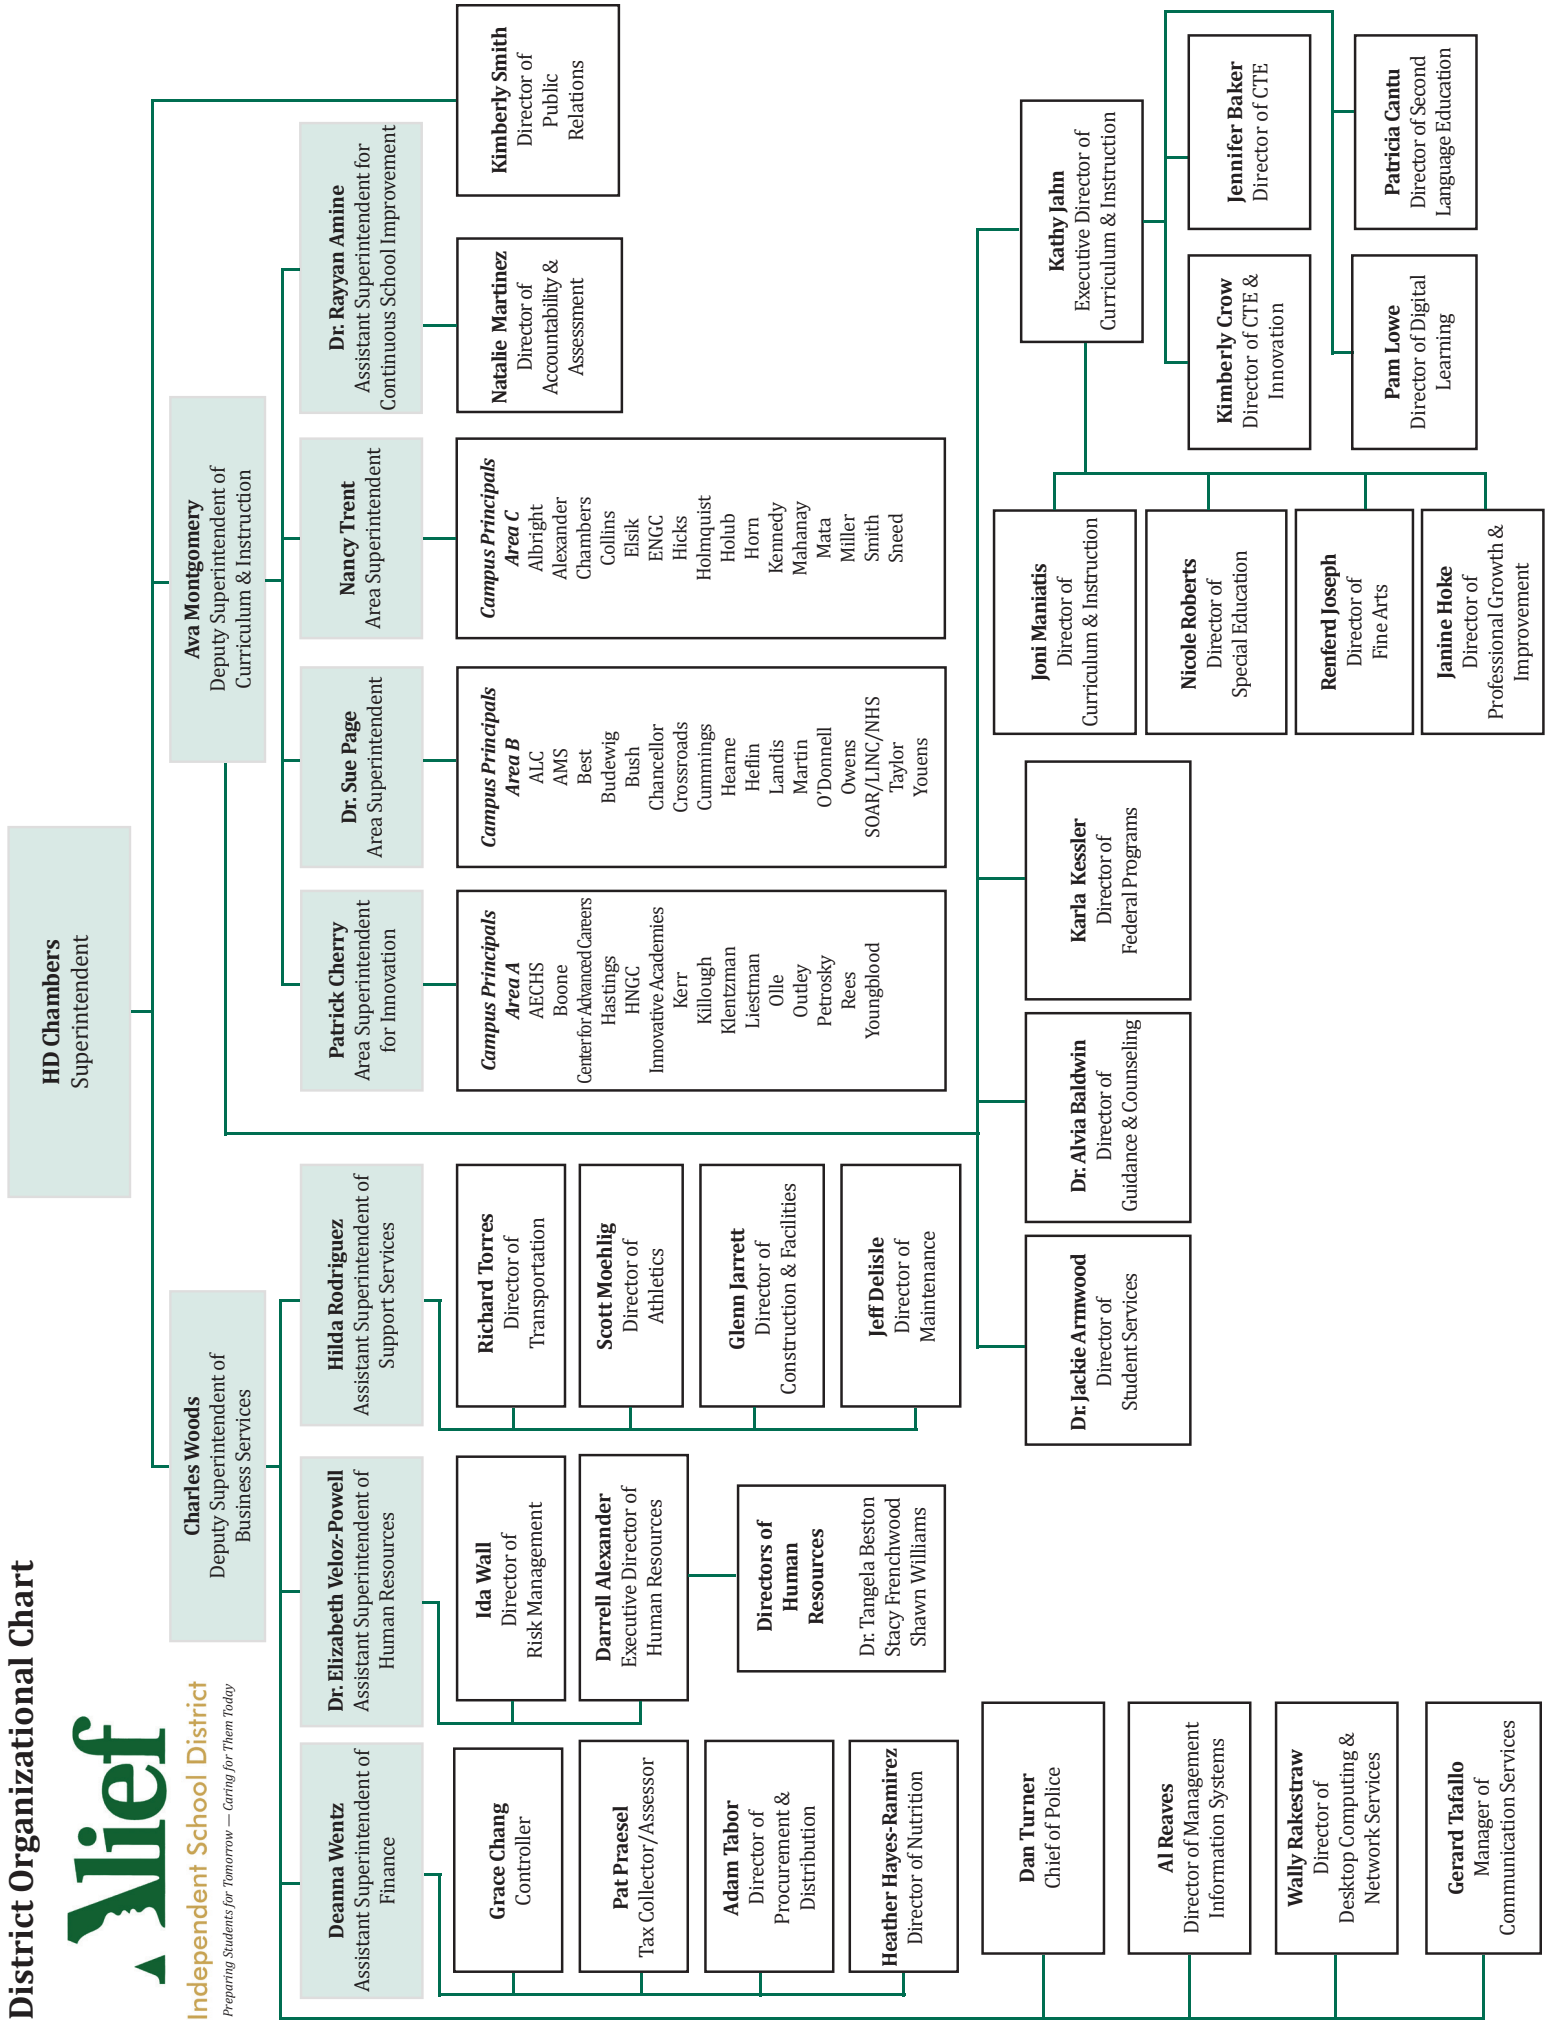 District Organizational Chart
Alief
Independent School District
Preparing Students for Tomorrow — Caring for Them Today
HD Chambers
Superintendent
Charles Woods
Deputy Superintendent of
Business Services
Ava Montgomery
Deputy Superintendent of
Curriculum & Instruction
Kimberly Smith
Director of
Public
Relations
Deanna Wentz
Assistant Superintendent of
Finance
Dr. Elizabeth Veloz-Powell
Assistant Superintendent of
Human Resources
Hilda Rodriguez
Assistant Superintendent of
Support Services
Patrick Cherry
Area Superintendent
for Innovation
Dr. Sue Page
Area Superintendent
Nancy Trent
Area Superintendent
Dr. Rayyan Amine
Assistant Superintendent for
Continuous School Improvement
Grace Chang
Controller
Pat Praesel
Tax Collector/Assessor
Adam Tabor
Director of
Procurement &
Distribution
Heather Hayes-Ramirez
Director of Nutrition
Ida Wall
Director of
Risk Management
Darrell Alexander
Executive Director of
Human Resources
Directors of
Human
Resources
Dr. Tangela Beston
Stacy Frenchwood
Shawn Williams
Richard Torres
Director of
Transportation
Scott Moehlig
Director of
Athletics
Glenn Jarrett
Director of
Construction & Facilities
Jeff Delisle
Director of
Maintenance
Campus Principals
Area A
AECHS
Boone
Center for Advanced Careers
Hastings
HNGC
Innovative Academies
Kerr
Killough
Klentzman
Liestman
Olle
Outley
Petrosky
Rees
Youngblood
Campus Principals
Area B
ALC
AMS
Best
Budewig
Bush
Chancellor
Crossroads
Cummings
Hearne
Heflin
Landis
Martin
O'Donnell
Owens
SOAR/LINC/NHS
Taylor
Youens
Campus Principals
Area C
Albright
Alexander
Chambers
Collins
Elsik
ENGC
Hicks
Holmquist
Holub
Horn
Kennedy
Mahanay
Mata
Miller
Smith
Sneed
Natalie Martinez
Director of
Accountability &
Assessment
Dan Turner
Chief of Police
Al Reaves
Director of Management
Information Systems
Wally Rakestraw
Director of
Desktop Computing &
Network Services
Gerard Tafallo
Manager of
Communication Services
Dr. Jackie Armwood
Director of
Student Services
Dr. Alvia Baldwin
Director of
Guidance & Counseling
Karla Kessler
Director of
Federal Programs
Kathy Jahn
Executive Director of
Curriculum & Instruction
Joni Maniatis
Director of
Curriculum & Instruction
Nicole Roberts
Director of
Special Education
Renferd Joseph
Director of
Fine Arts
Janine Hoke
Director of
Professional Growth &
Improvement
Kimberly Crow
Director of CTE &
Innovation
Jennifer Baker
Director of CTE
Pam Lowe
Director of Digital
Learning
Patricia Cantu
Director of Second
Language Education